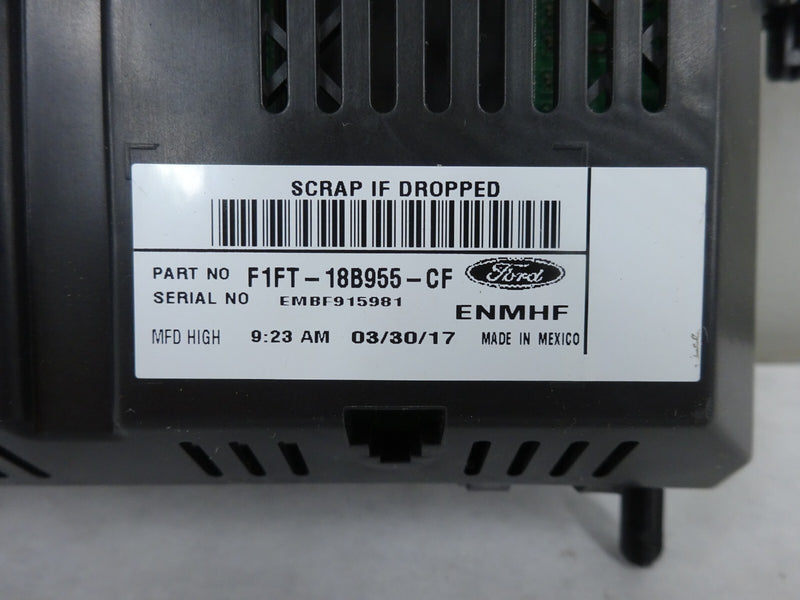 SCRAP IF DROPPED
PART NO F1FT-18B955-CF Ford
SERIAL NO EMBF915981
ENMHF
MFD HIGH 9:23 AM 03/30/17 MADE IN MEXICO